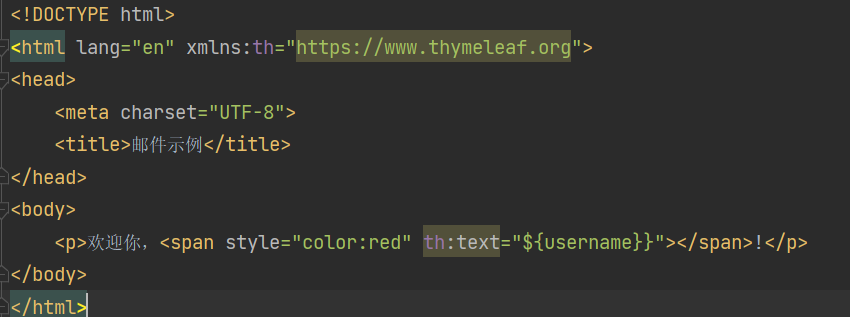 <!DOCTYPE html>
<html lang="en" xmlns:th="https://www.thymeleaf.org">
<head>
    <meta charset="UTF-8">
    <title>邮件示例</title>
</head>
<body>
    <p>欢迎你，<span style="color:red" th:text="${username}}"></span>!</p>
</body>
</html>